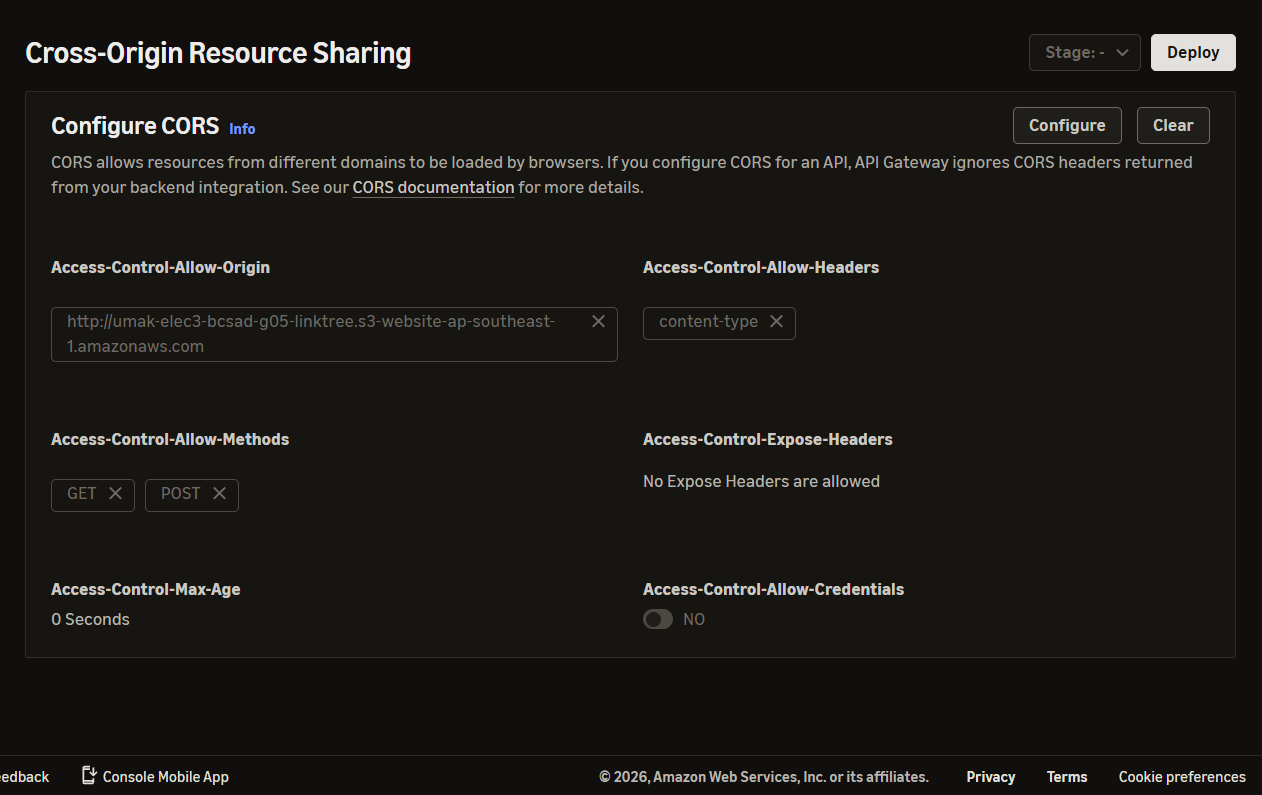 Cross-Origin Resource Sharing
Stage: -
Deploy
Configure CORS Info
Configure
Clear
CORS allows resources from different domains to be loaded by browsers. If you configure CORS for an API, API Gateway ignores CORS headers returned
from your backend integration. See our CORS documentation for more details.
Access-Control-Allow-Origin
http://umak-elec3-bcsad-g05-linktree.s3-website-ap-southeast-
1.amazonaws.com
Access-Control-Allow-Headers
content-type
Access-Control-Allow-Methods
GET
POST
Access-Control-Expose-Headers
No Expose Headers are allowed
Access-Control-Max-Age
0 Seconds
Access-Control-Allow-Credentials
NO
eedback
Console Mobile App
© 2026, Amazon Web Services, Inc. or its affiliates.
Privacy
Terms
Cookie preferences